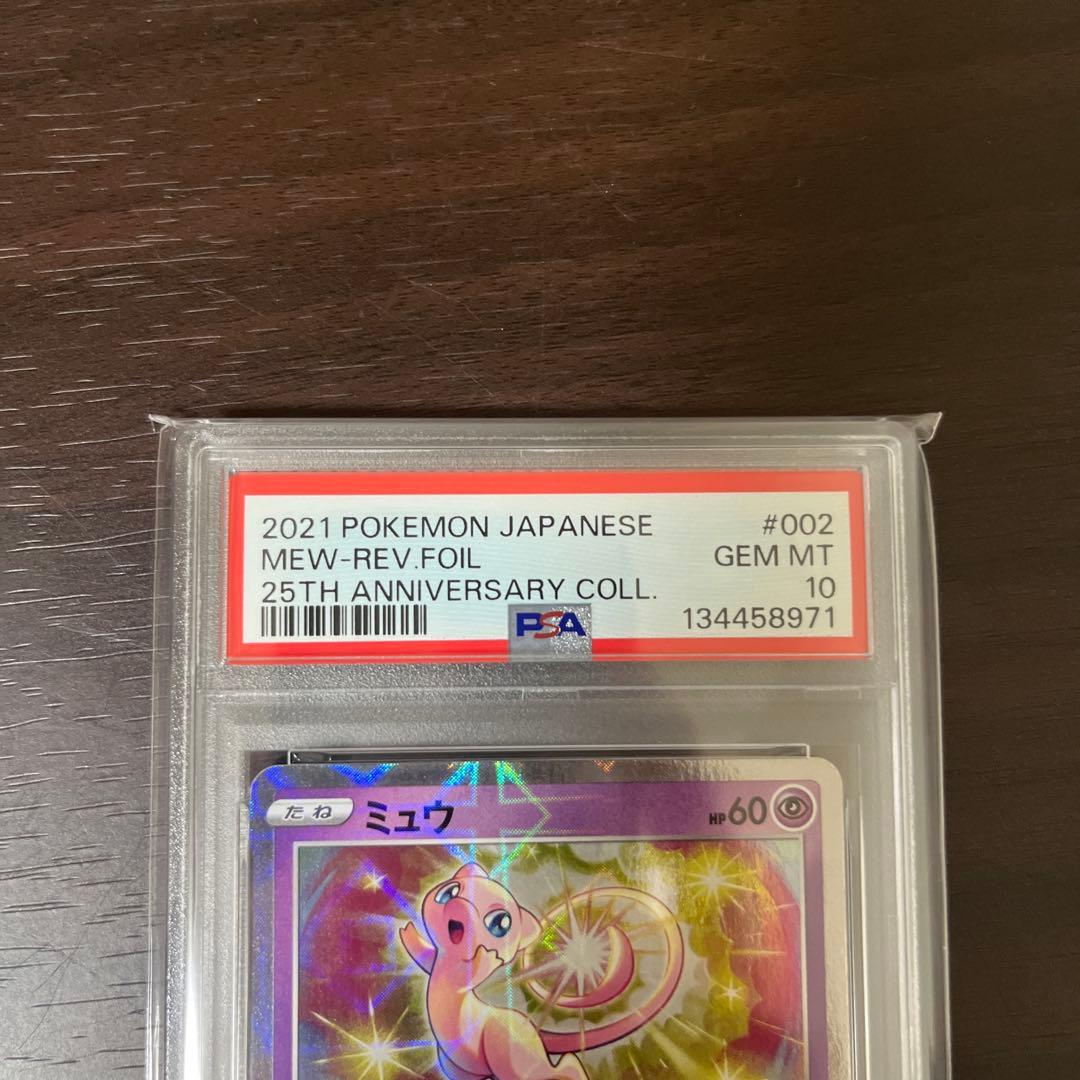 2021 POKEMON JAPANESE #002
MEW-REV.FOIL GEM MT
25TH ANNIVERSARY COLL. 10
PSA 134458971
たね ミュウ HP60